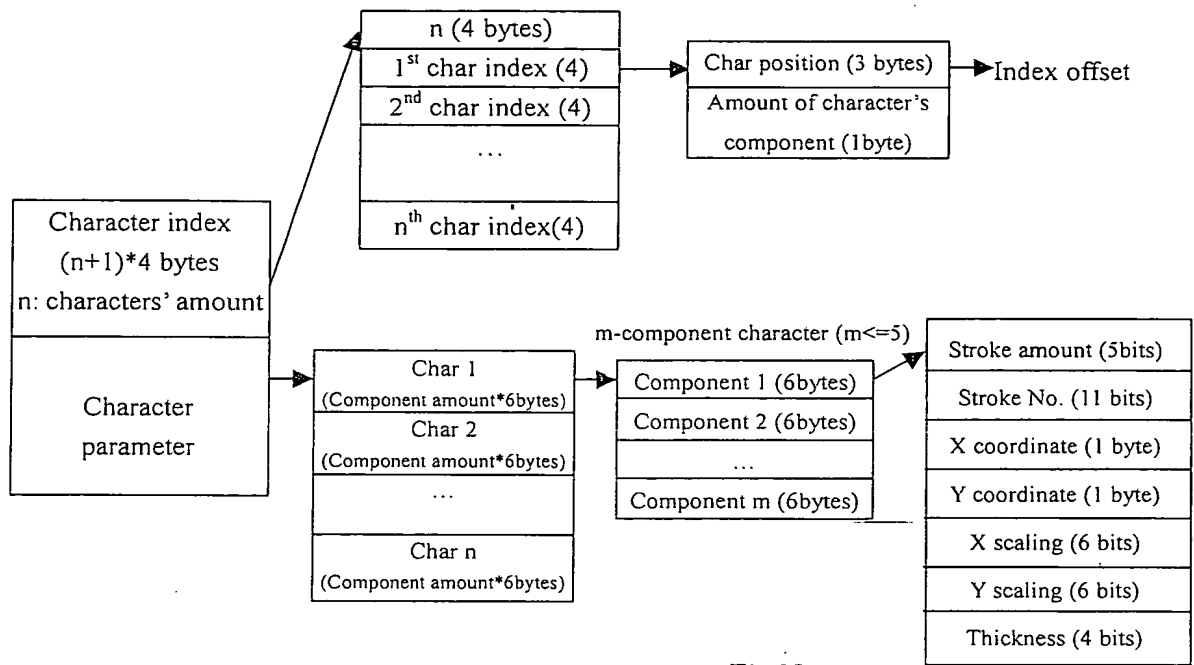 n (4 bytes)
1st char index (4)
2nd char index (4)
...
nth char index(4)
Char position (3 bytes)
Amount of character's
component (1byte)
Index offset
Character index
(n+1)*4 bytes
n: characters' amount
Character
parameter
Char 1
(Component amount*6bytes)
Char 2
(Component amount*6bytes)
...
Char n
(Component amount*6bytes)
m-component character (m<=5)
Component 1 (6bytes)
Component 2 (6bytes)
...
Component m (6bytes)
Stroke amount (5bits)
Stroke No. (11 bits)
X coordinate (1 byte)
Y coordinate (1 byte)
X scaling (6 bits)
Y scaling (6 bits)
Thickness (4 bits)